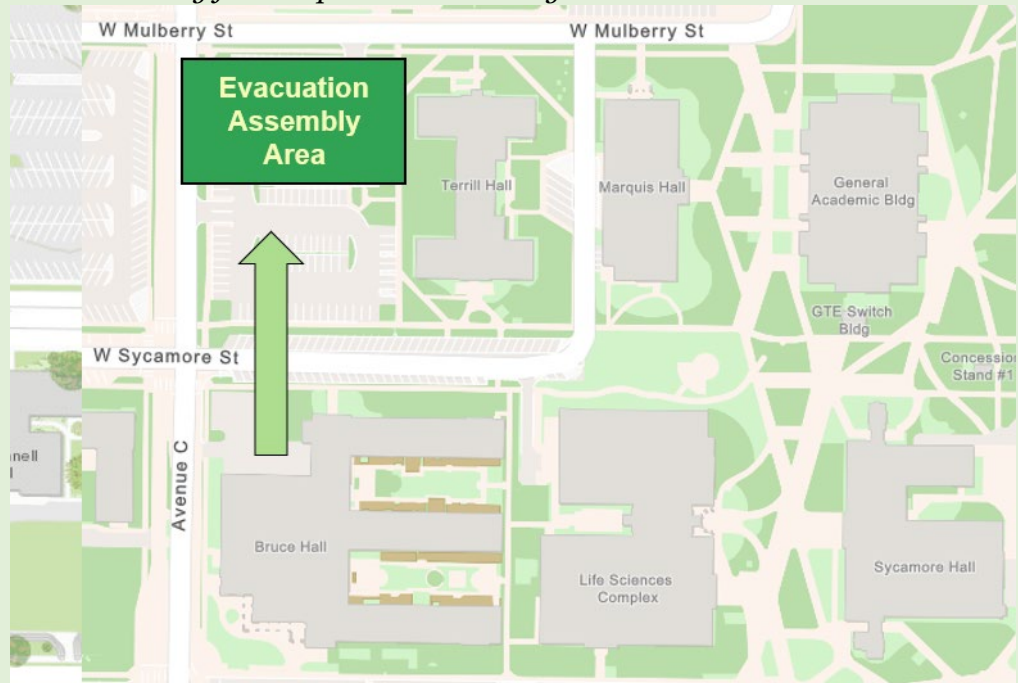 W Mulberry St
W Mulberry St
Evacuation
Assembly
Area
Terrill Hall
Marquis Hall
General
Academic Bldg
GTE Switch
Bldg
W Sycamore St
Concession
Stand #1
nell
Avenue C
Bruce Hall
Life Sciences
Complex
Sycamore Hall